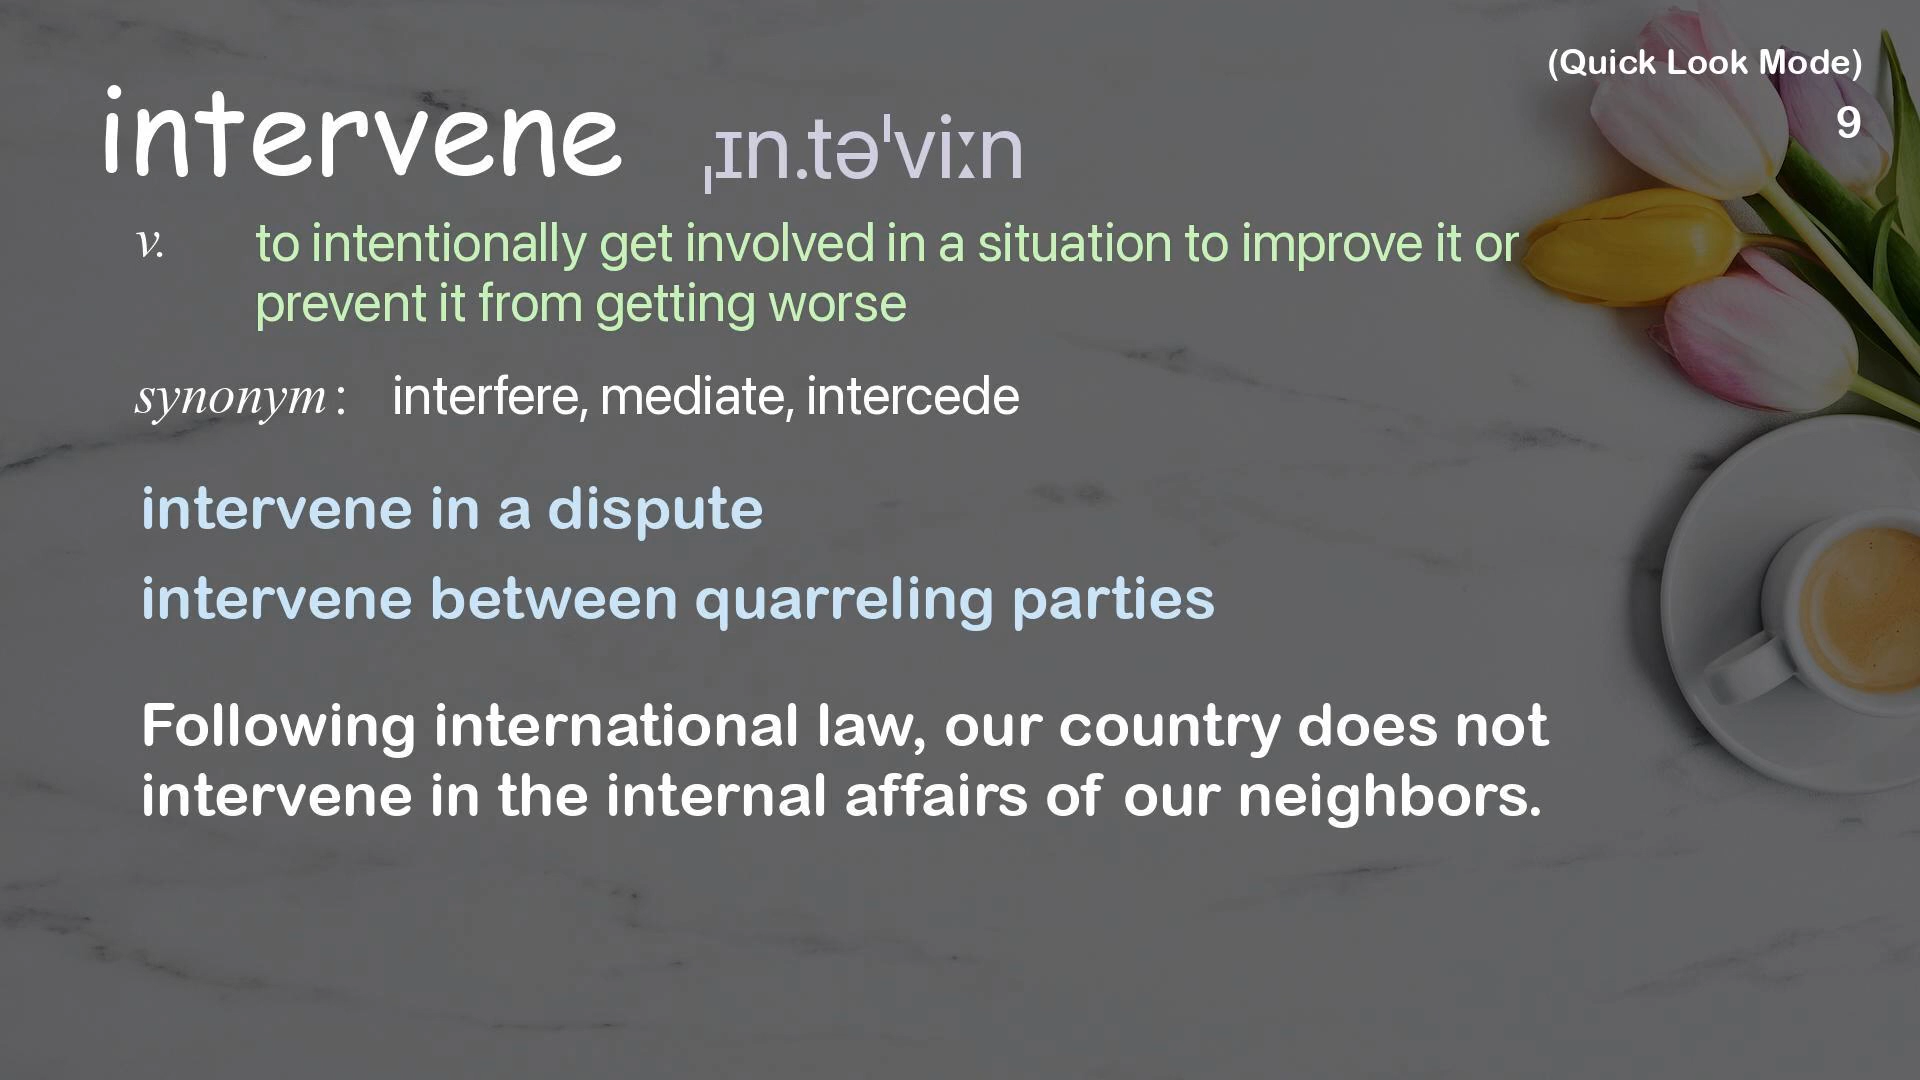 (Quick Look Mode)
9
intervene ˌɪn.təˈviːn
v. to intentionally get involved in a situation to improve it or
prevent it from getting worse
synonym : interfere, mediate, intercede
intervene in a dispute
intervene between quarreling parties
Following international law, our country does not
intervene in the internal affairs of our neighbors.